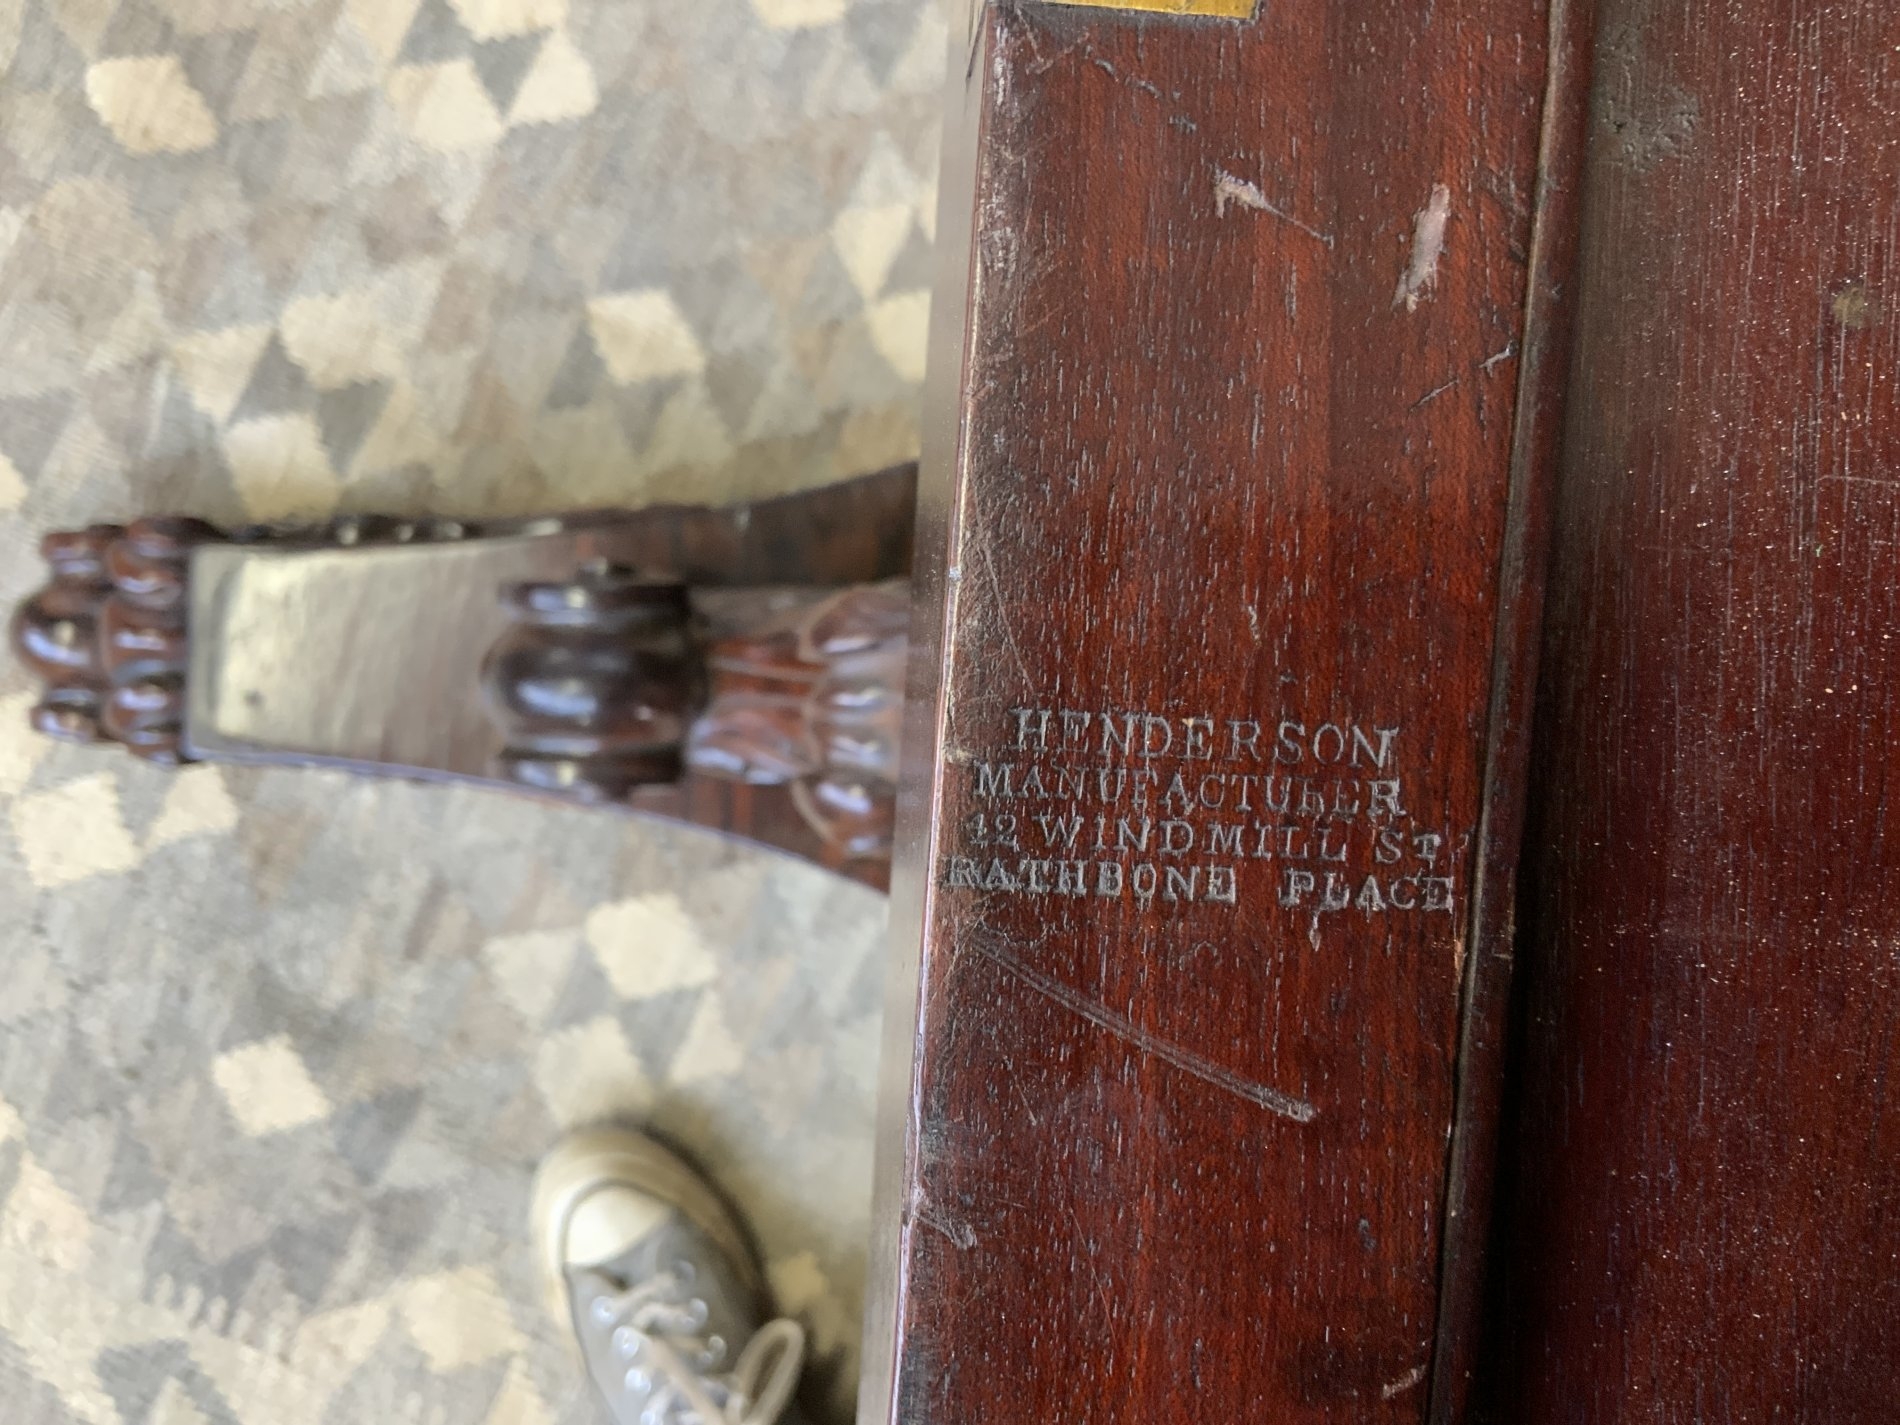 HENDERSON
MANUFACTURER
42 WINDMILL ST
RATHBONE PLACE